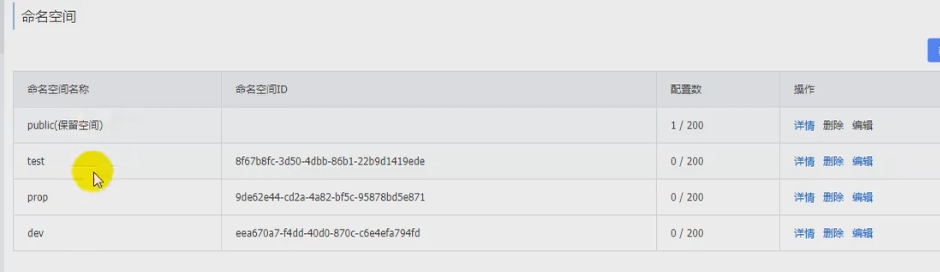 命名空间
命名空间名称 命名空间ID 配置数 操作
public(保留空间) 1 / 200 详情 删除 编辑
test 8f67b8fc-3d50-4dbb-86b1-22b9d1419ede 0 / 200 详情 删除 编辑
prop 9de62e44-cd2a-4a82-bf5c-95878bd5e871 0 / 200 详情 删除 编辑
dev eea670a7-f4dd-40d0-870c-c6e4efa794fd 0 / 200 详情 删除 编辑